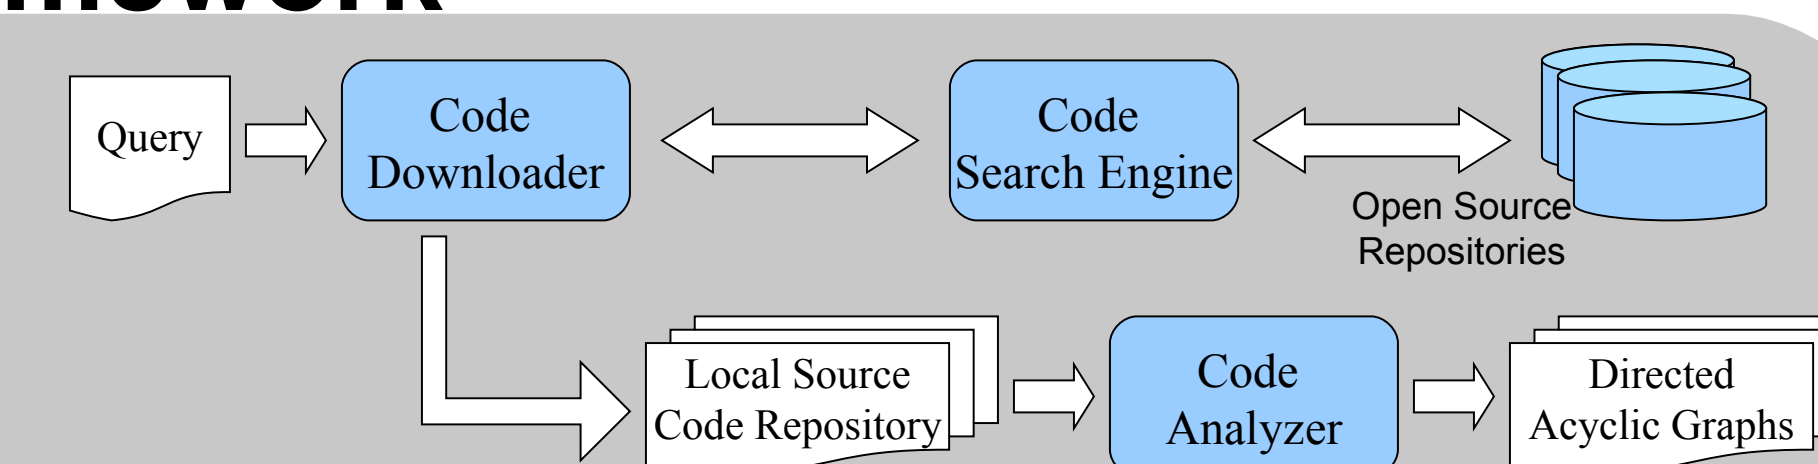 Query
Code
Downloader
Code
Search Engine
Open Source
Repositories
Local Source
Code Repository
Code
Analyzer
Directed
Acyclic Graphs